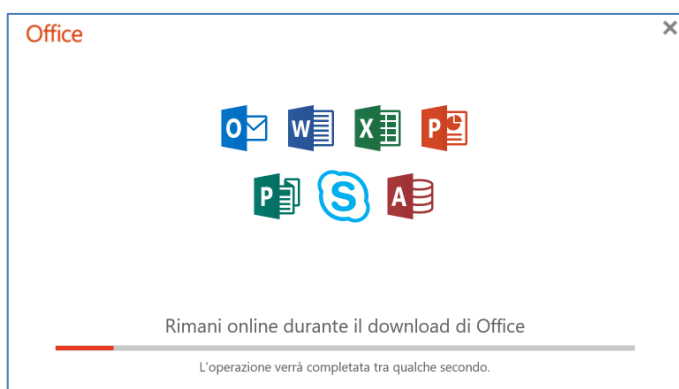 Office
O W X P
P S A
Rimani online durante il download di Office
L'operazione verrà completata tra qualche secondo.